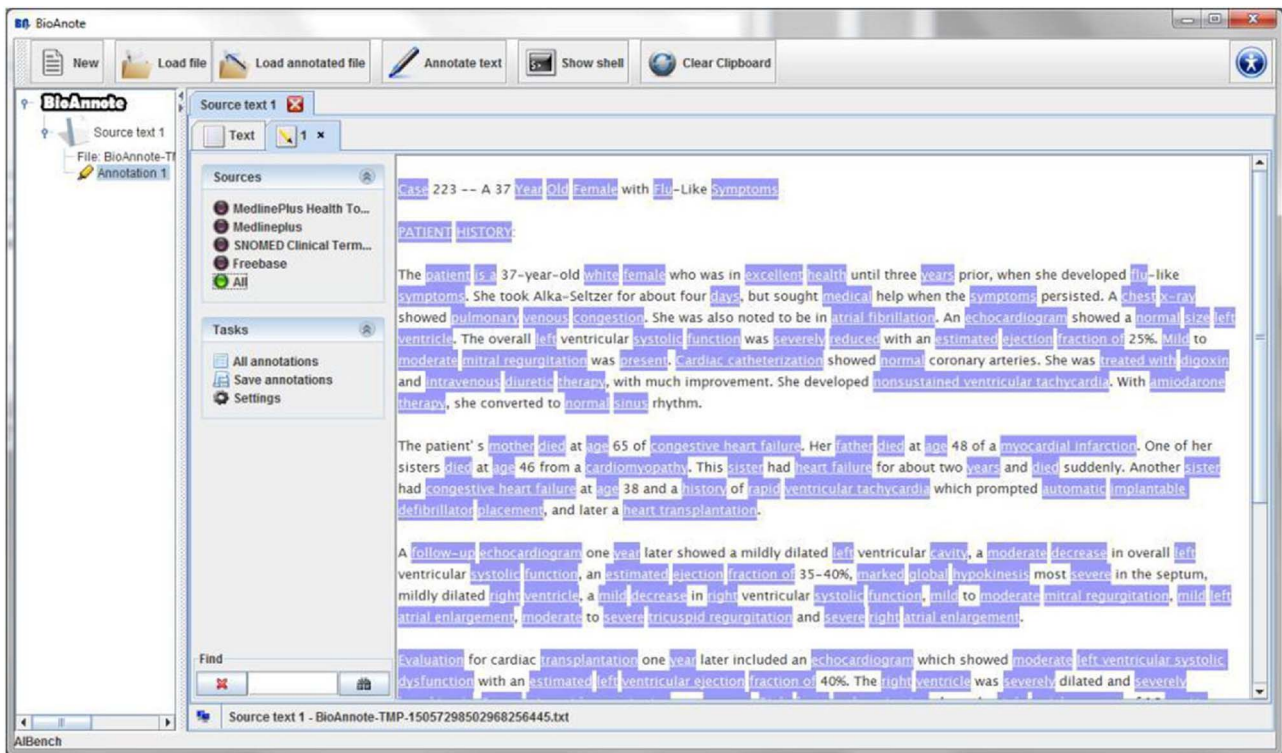 BioAnote
New Load file Load annotated file Annotate text Show shell Clear Clipboard
BioAnnote
Source text 1
File: BioAnnote-TM
Annotation 1
Source text 1
Text 1
Sources
MedlinePlus Health To...
Medlineplus
SNOMED Clinical Term...
Freebase
All
Tasks
All annotations
Save annotations
Settings
Find
Case 223 -- A 37 Year Old Female with Flu-Like Symptoms
PATIENT HISTORY:
The patient is a 37-year-old white female who was in excellent health until three years prior, when she developed flu-like
symptoms. She took Alka-Seltzer for about four days, but sought medical help when the symptoms persisted. A chest x-ray
showed pulmonary venous congestion. She was also noted to be in atrial fibrillation. An echocardiogram showed a normal size left
ventricle. The overall left ventricular systolic function was severely reduced with an estimated ejection fraction of 25%. Mild to
moderate mitral regurgitation was present. Cardiac catheterization showed normal coronary arteries. She was treated with digoxin
and intravenous diuretic therapy, with much improvement. She developed nonsustained ventricular tachycardia. With amiodarone
therapy, she converted to normal sinus rhythm.
The patient' s mother died at age 65 of congestive heart failure. Her father died at age 48 of a myocardial infarction. One of her
sisters died at age 46 from a cardiomyopathy. This sister had heart failure for about two years and died suddenly. Another sister
had congestive heart failure at age 38 and a history of rapid ventricular tachycardia which prompted automatic implantable
defibrillator placement, and later a heart transplantation.
A follow-up echocardiogram one year later showed a mildly dilated left ventricular cavity, a moderate decrease in overall left
ventricular systolic function, an estimated ejection fraction of 35-40%, marked global hypokinesis most severe in the septum,
mildly dilated right ventricle, a mild decrease in right ventricular systolic function, mild to moderate mitral regurgitation, mild left
atrial enlargement, moderate to severe tricuspid regurgitation and severe right atrial enlargement.
Evaluation for cardiac transplantation one year later included an echocardiogram which showed moderate left ventricular systolic
dysfunction with an estimated left ventricular ejection fraction of 40%. The right ventricle was severely dilated and severely
Source text 1 - BioAnnote-TMP-15057298502968256445.txt
AIBench